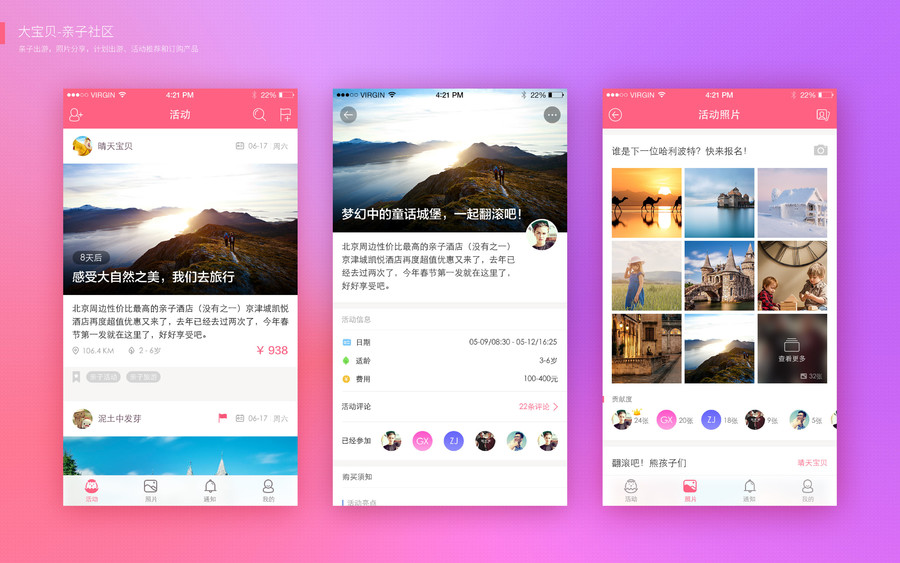 大宝贝-亲子社区
亲子出游，照片分享，计划出游，活动推荐和订阅产品
VIRGIN
4:21 PM
22%
活动
晴天宝贝
06-17 周六
8天后
感受大自然之美，我们去旅行
北京周边性价比最高的亲子酒店（没有之一）京津城凯悦
酒店再度超值优惠又来了，去年已经去过两次了，今年春
节第一发就在这里了，好好享受吧。
106.4 KM
2 - 6岁
¥ 938
亲子活动
亲子酒店
泥土中发芽
06-17 周六
活动
照片
通知
我的
VIRGIN
4:21 PM
22%
梦幻中的童话城堡，一起翻滚吧！
北京周边性价比最高的亲子酒店（没有之一）
京津城凯悦酒店再度超值优惠又来了，去年已
经去过两次了，今年春节第一发就在这里了，
好好享受吧。
活动信息
日期
05-09/08:30 - 05-12/16:25
适龄
3-6岁
费用
100-400元
活动评论
22条评论
已经参加
GX
ZJ
购买须知
活动亮点
VIRGIN
4:21 PM
22%
活动照片
谁是下一位哈利波特？快来报名！
查看更多
32张
贡献度
24张
GX
20张
ZJ
18张
9张
5张
翻滚吧！熊孩子们
晴天宝贝
活动
照片
通知
我的